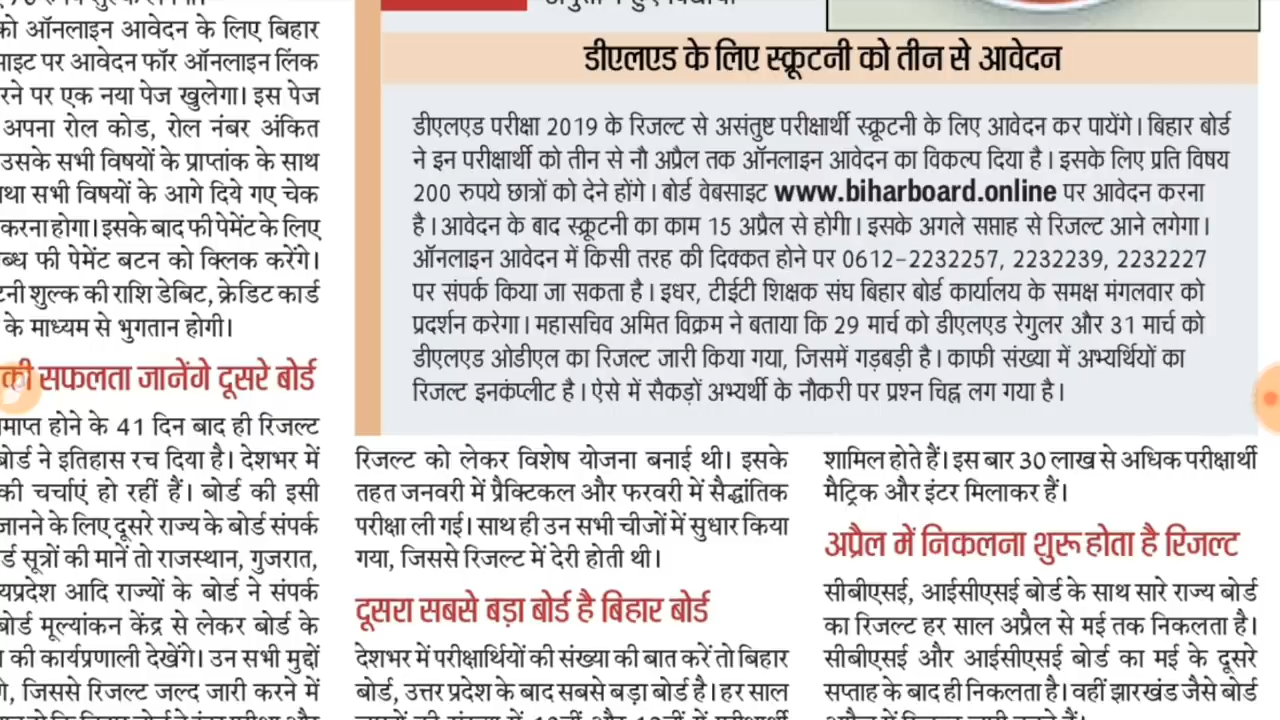 को ऑनलाइन आवेदन के लिए बिहार
पर आवेदन फॉर ऑनलाइन लिंक
पर एक नया पेज खुलेगा। इस पेज
अपना रोल कोड, रोल नंबर अंकित
उसके सभी विषयों के प्राप्तांक के साथ
सभी विषयों के आगे दिये गए चेक
करना होगा। इसके बाद फी पेमेंट के लिए
फी पेमेंट बटन को क्लिक करेंगे।
शुल्क की राशि डेबिट, क्रेडिट कार्ड
के माध्यम से भुगतान होगी।
की सफलता जानेंगे दूसरे बोर्ड
होने के 41 दिन बाद ही रिजल्ट
बोर्ड ने इतिहास रच दिया है। देशभर में
की चर्चाएं हो रहीं हैं। बोर्ड की इसी
जानने के लिए दूसरे राज्य के बोर्ड संपर्क
सूत्रों की मानें तो राजस्थान, गुजरात,
आदि राज्यों के बोर्ड ने संपर्क
बोर्ड मूल्यांकन केंद्र से लेकर बोर्ड के
की कार्यप्रणाली देखेंगे। उन सभी मुद्दों
जिससे रिजल्ट जल्द जारी करने में
डीएलएड के लिए स्क्रूटनी को तीन से आवेदन
डीएलएड परीक्षा 2019 के रिजल्ट से असंतुष्ट परीक्षार्थी स्क्रूटनी के लिए आवेदन कर पायेंगे। बिहार बोर्ड
ने इन परीक्षार्थी को तीन से नौ अप्रैल तक ऑनलाइन आवेदन का विकल्प दिया है। इसके लिए प्रति विषय
200 रुपये छात्रों को देने होंगे। बोर्ड वेबसाइट www.biharboard.online पर आवेदन करना
है। आवेदन के बाद स्क्रूटनी का काम 15 अप्रैल से होगी। इसके अगले सप्ताह से रिजल्ट आने लगेगा।
ऑनलाइन आवेदन में किसी तरह की दिक्कत होने पर 0612-2232257, 2232239, 2232227
पर संपर्क किया जा सकता है। इधर, टीईटी शिक्षक संघ बिहार बोर्ड कार्यालय के समक्ष मंगलवार को
प्रदर्शन करेगा। महासचिव अमित विक्रम ने बताया कि 29 मार्च को डीएलएड रेगुलर और 31 मार्च को
डीएलएड ओडीएल का रिजल्ट जारी किया गया, जिसमें गड़बड़ी है। काफी संख्या में अभ्यर्थियों का
रिजल्ट इनकंप्लीट है। ऐसे में सैकड़ों अभ्यर्थी के नौकरी पर प्रश्न चिह्न लग गया है।
रिजल्ट को लेकर विशेष योजना बनाई थी। इसके
तहत जनवरी में प्रैक्टिकल और फरवरी में सैद्धांतिक
परीक्षा ली गई। साथ ही उन सभी चीजों में सुधार किया
गया, जिससे रिजल्ट में देरी होती थी।
दूसरा सबसे बड़ा बोर्ड है बिहार बोर्ड
देशभर में परीक्षार्थियों की संख्या की बात करें तो बिहार
बोर्ड, उत्तर प्रदेश के बाद सबसे बड़ा बोर्ड है। हर साल
शामिल होते हैं। इस बार 30 लाख से अधिक परीक्षार्थी
मैट्रिक और इंटर मिलाकर हैं।
अप्रैल में निकलना शुरू होता है रिजल्ट
सीबीएसई, आईसीएसई बोर्ड के साथ सारे राज्य बोर्ड
का रिजल्ट हर साल अप्रैल से मई तक निकलता है।
सीबीएसई और आईसीएसई बोर्ड का मई के दूसरे
सप्ताह के बाद ही निकलता है। वहीं झारखंड जैसे बोर्ड